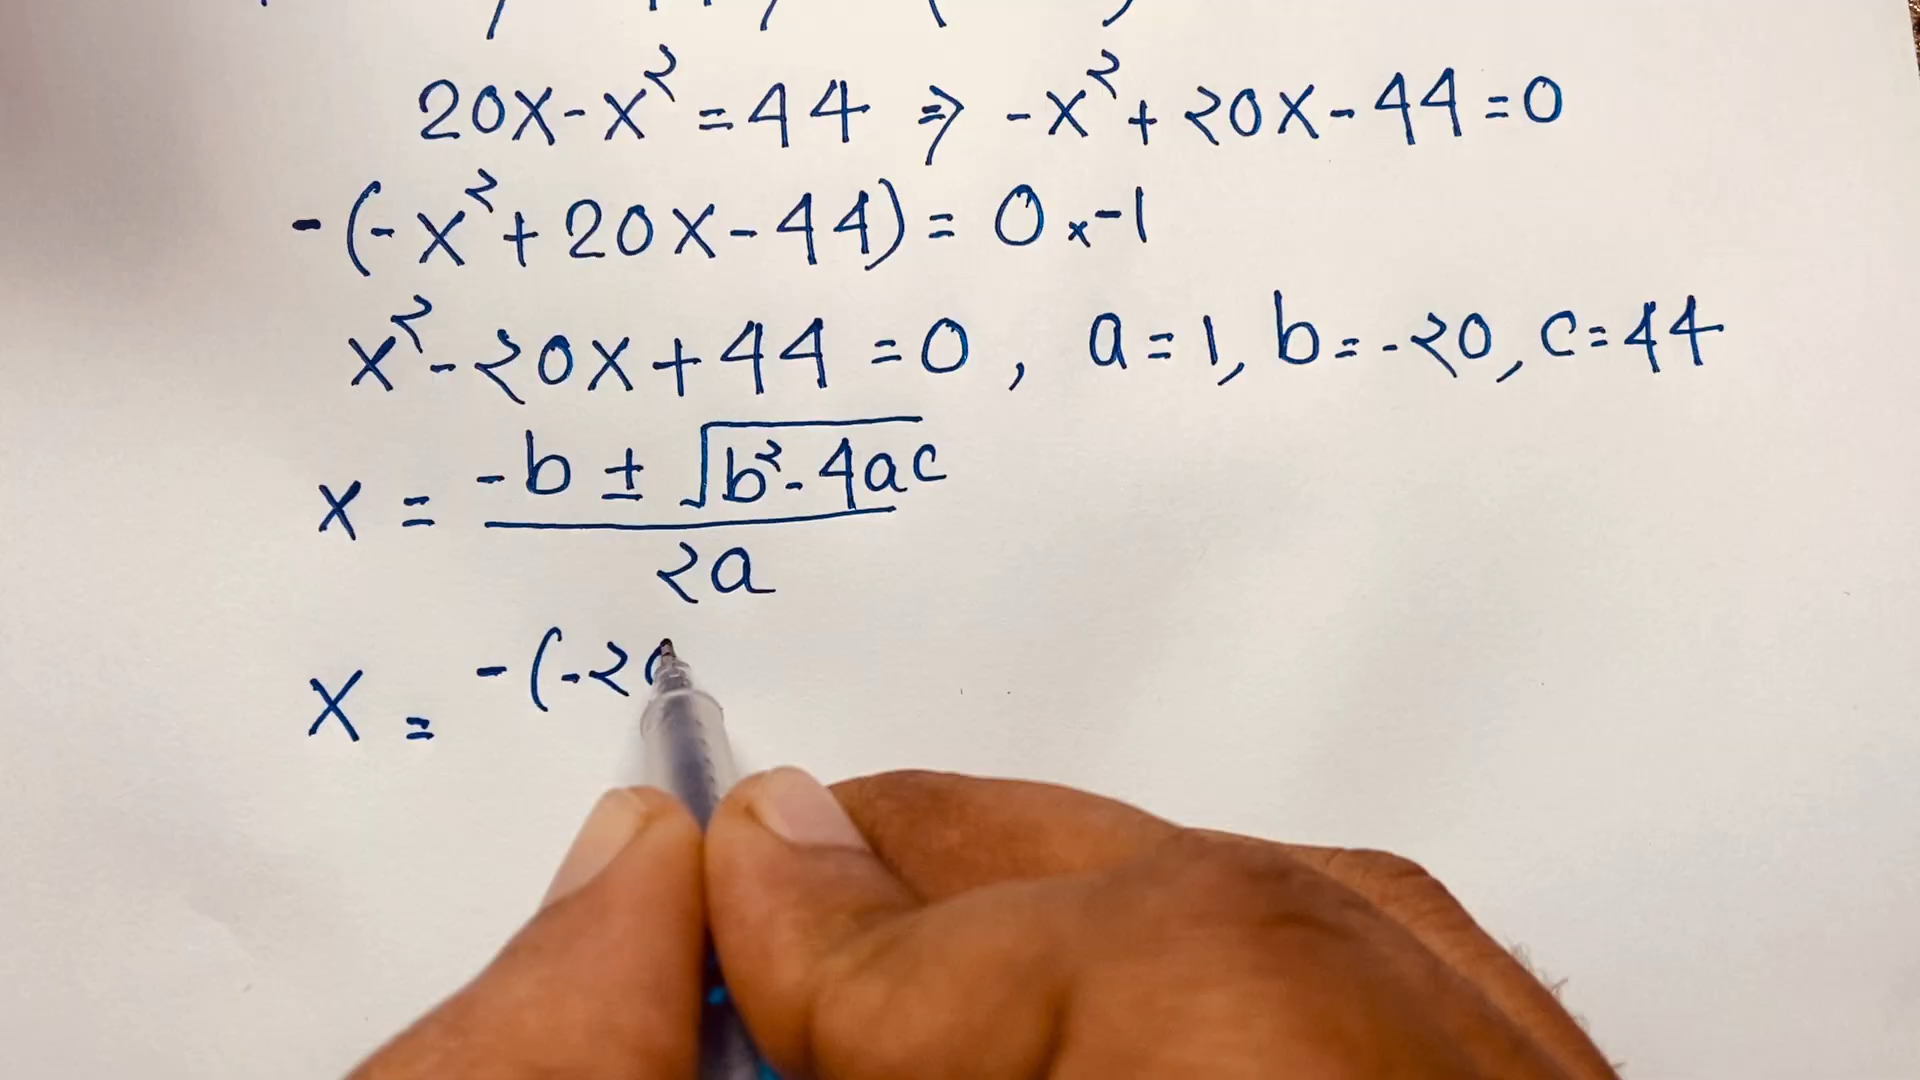 20x-x²=44 ⇒ -x²+20x-44=0
-(-x²+20x-44)=0×-1
x²-20x+44=0, a=1, b=-20, c=44
x = (-b ± √(b²-4ac)) / 2a
x = -(-20